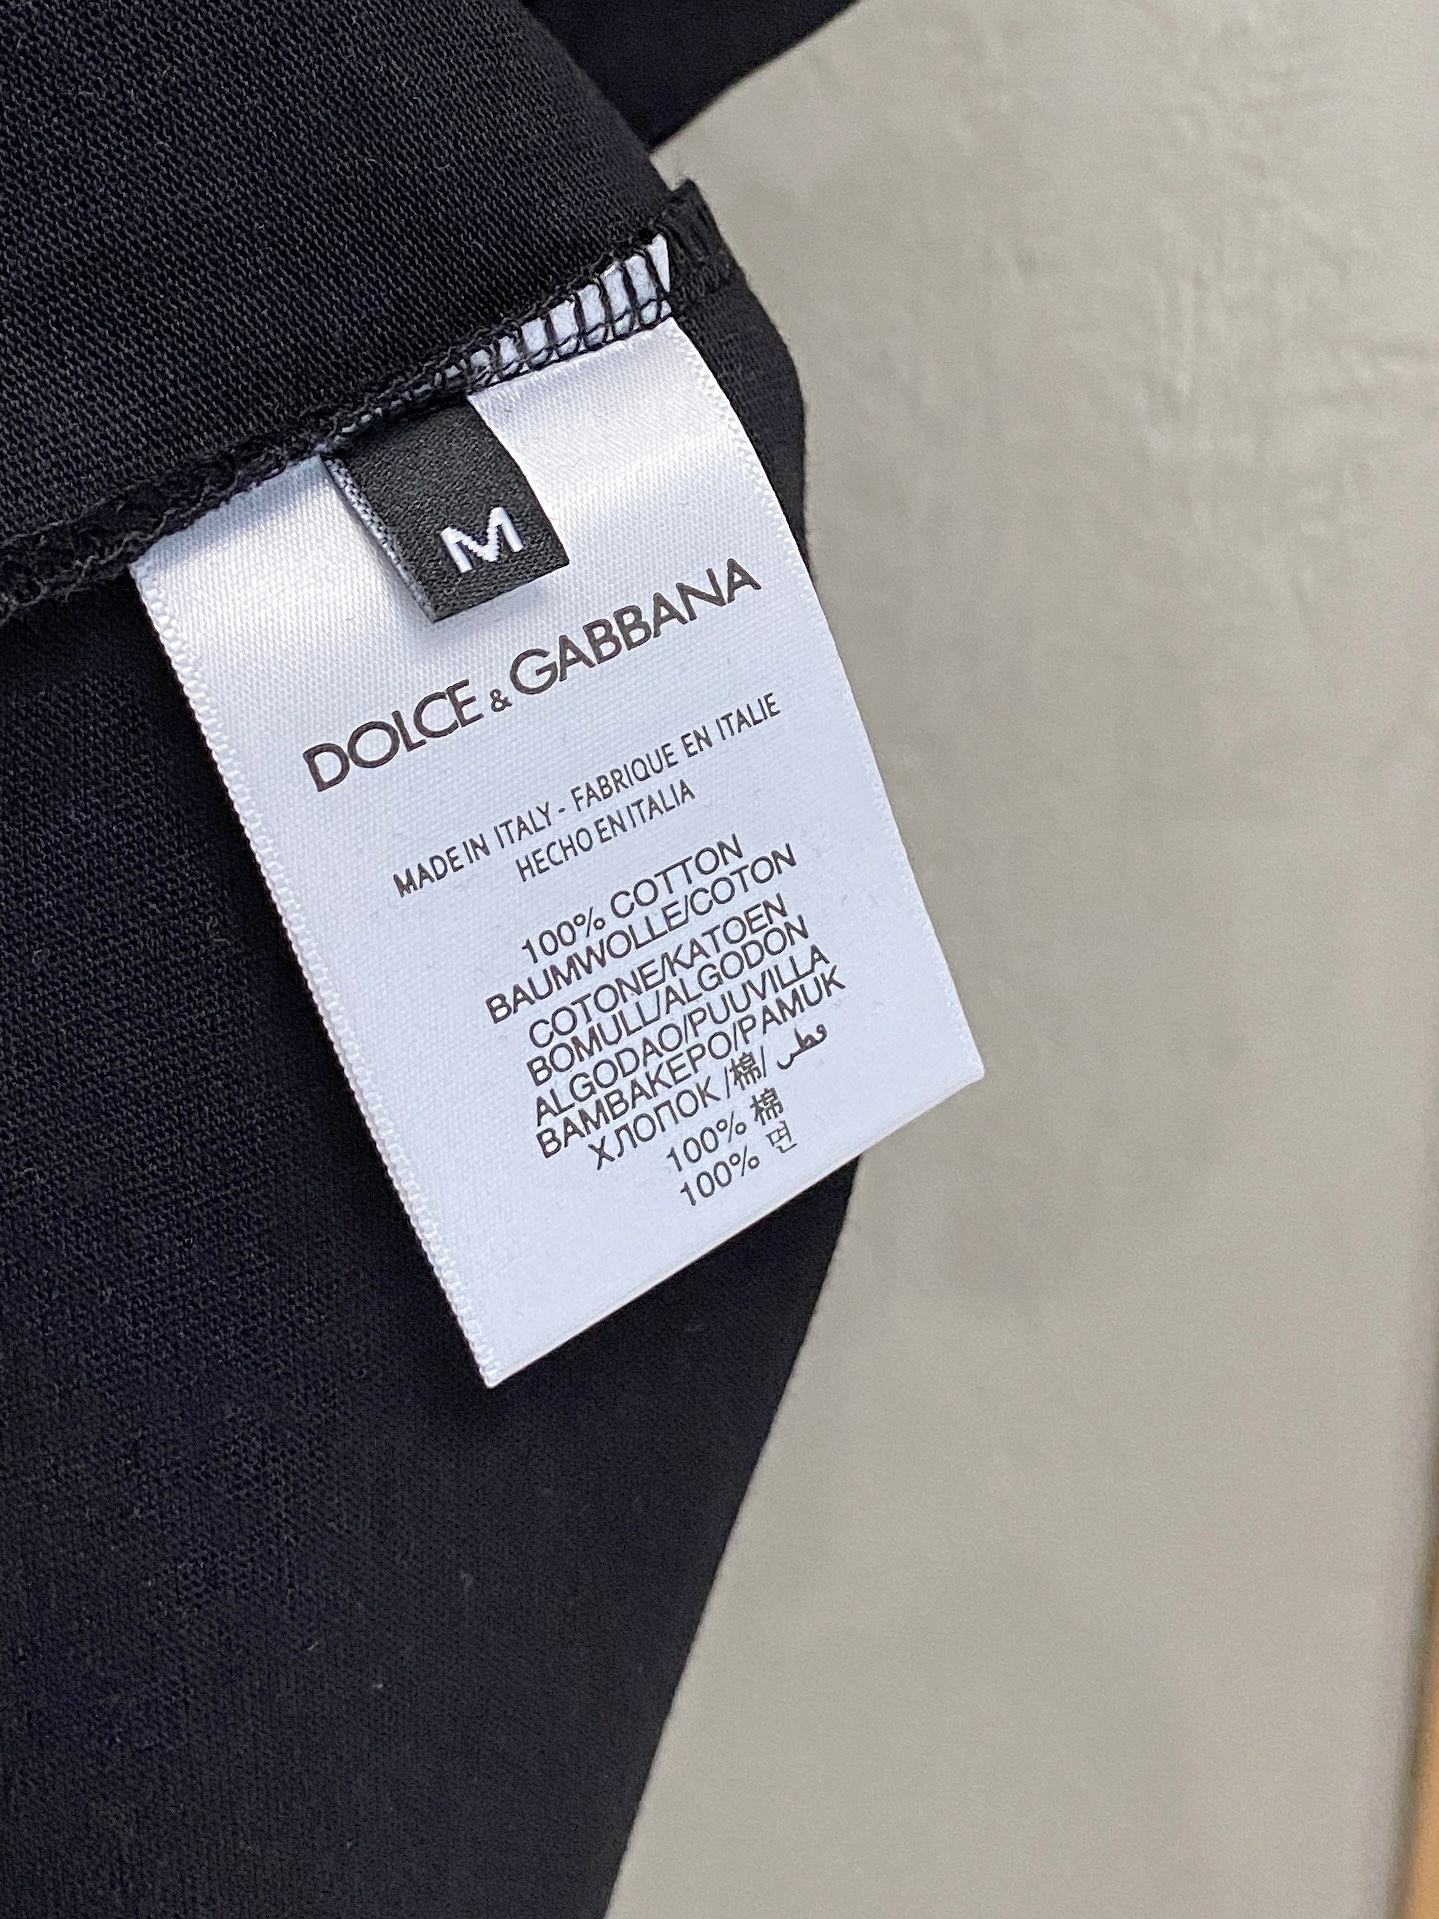 M
DOLCE & GABBANA
MADE IN ITALY - FABRIQUE EN ITALIE
HECHO EN ITALIA
100% COTTON
BAUMWOLLE/COTON
COTONE/KATOEN
BOMULL/ALGODON
ALGODAO/PUUVILLA
BAMBAKEPO/PAMUK
ХЛОПОК /棉/ قطن
100% 棉
100% 면